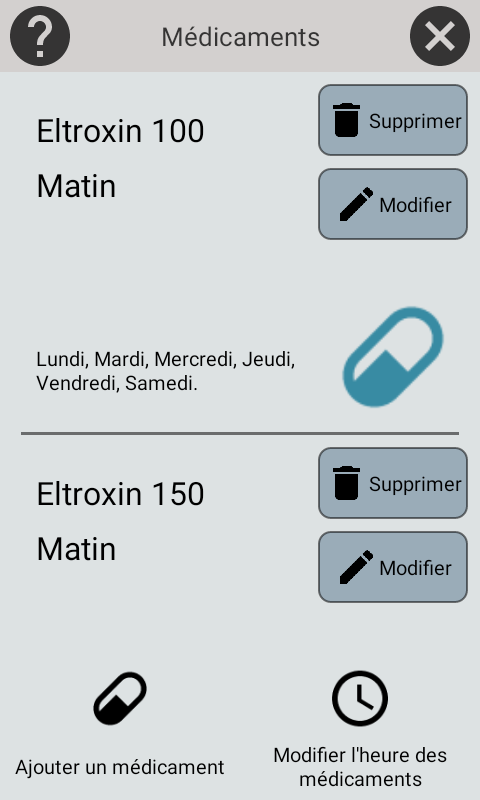 Médicaments
Eltroxin 100
Supprimer
Matin
Modifier
Lundi, Mardi, Mercredi, Jeudi,
Vendredi, Samedi.
Eltroxin 150
Supprimer
Matin
Modifier
Ajouter un médicament
Modifier l'heure des
médicaments